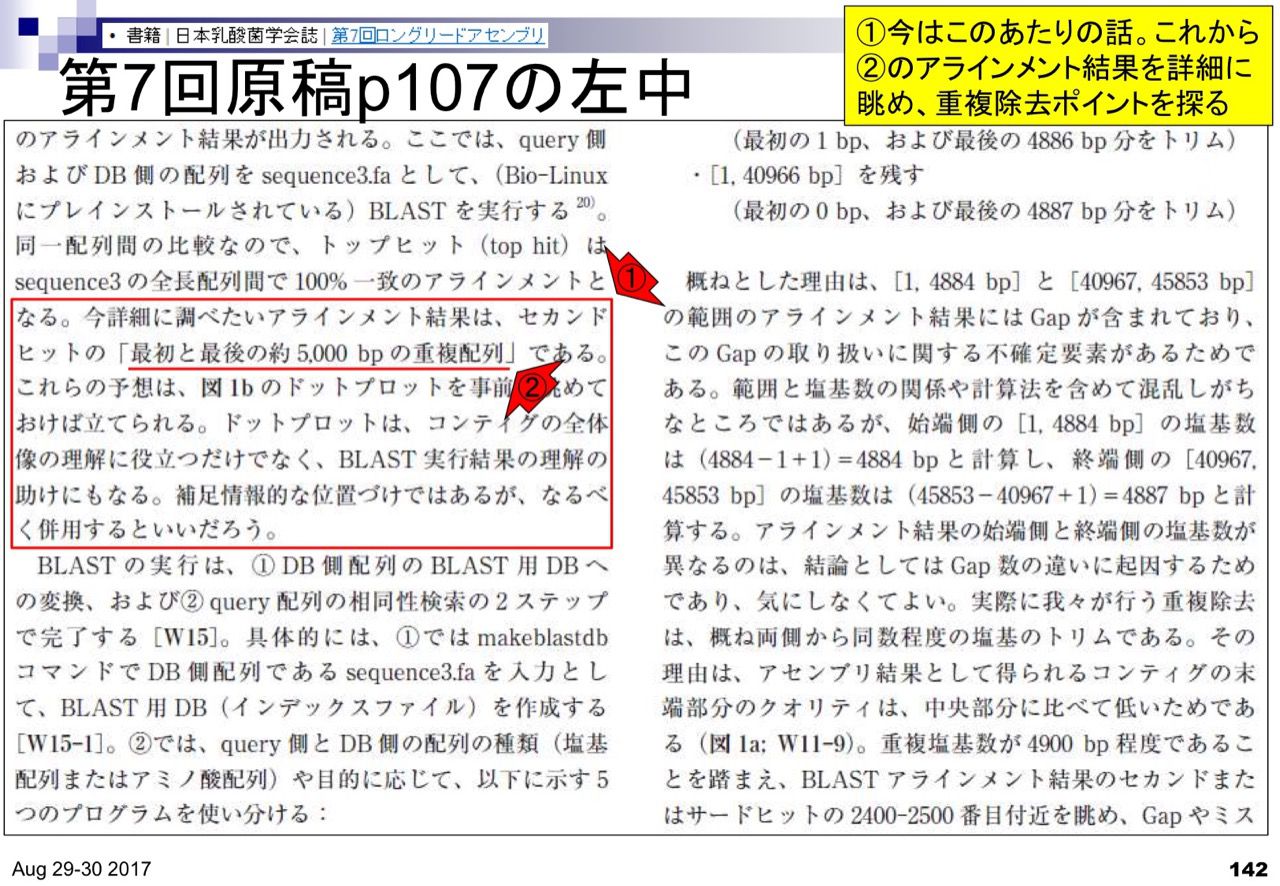 • 書籍 | 日本乳酸菌学会誌 | 第7回ロングリードアセンブリ
第7回原稿p107の左中
①今はこのあたりの話。これから
②のアラインメント結果を詳細に
眺め、重複除去ポイントを探る
のアラインメント結果が出力される。ここでは、query 側
および DB 側の配列を sequence3.fa として、(Bio-Linux
にプレインストールされている) BLAST を実行する 20)。
同一配列間の比較なので、トップヒット (top hit) は
sequence3 の全長配列間で 100% 一致のアラインメントと
なる。今詳細に調べたいアラインメント結果は、セカンド
ヒットの「最初と最後の約 5,000 bp の重複配列」である。
これらの予想は、図 1b のドットプロットを事前 眺めて
おけば立てられる。ドットプロットは、コンティグの全体
像の理解に役立つだけでなく、BLAST 実行結果の理解の
助けにもなる。補足情報的な位置づけではあるが、なるべ
く併用するといいだろう。
BLAST の実行は、① DB 側配列の BLAST 用 DB へ
の変換、および② query 配列の相同性検索の 2 ステップ
で完了する [W15]。具体的には、①では makeblastdb
コマンドで DB 側配列である sequence3.fa を入力とし
て、BLAST 用 DB (インデックスファイル) を作成する
[W15-1]。②では、query 側と DB 側の配列の種類 (塩基
配列またはアミノ酸配列) や目的に応じて、以下に示す 5
つのプログラムを使い分ける：
①
②
(最初の 1 bp、および最後の 4886 bp 分をトリム)
・[1, 40966 bp] を残す
(最初の 0 bp、および最後の 4887 bp 分をトリム)
概ねとした理由は、[1, 4884 bp] と [40967, 45853 bp]
の範囲のアラインメント結果には Gap が含まれており、
この Gap の取り扱いに関する不確定要素があるためで
ある。範囲と塩基数の関係や計算法を含めて混乱しがち
なところではあるが、始端側の [1, 4884 bp] の塩基数
は (4884−1+1)=4884 bp と計算し、終端側の [40967,
45853 bp] の塩基数は (45853−40967+1)=4887 bp と計
算する。アラインメント結果の始端側と終端側の塩基数が
異なるのは、結論としては Gap 数の違いに起因するため
であり、気にしなくてよい。実際に我々が行う重複除去
は、概ね両側から同数程度の塩基のトリムである。その
理由は、アセンブリ結果として得られるコンティグの末
端部分のクオリティは、中央部分に比べて低いためであ
る (図 1a; W11-9)。重複塩基数が 4900 bp 程度であるこ
とを踏まえ、BLAST アラインメント結果のセカンドまた
はサードヒットの 2400-2500 番目付近を眺め、Gap やミス
Aug 29-30 2017
142